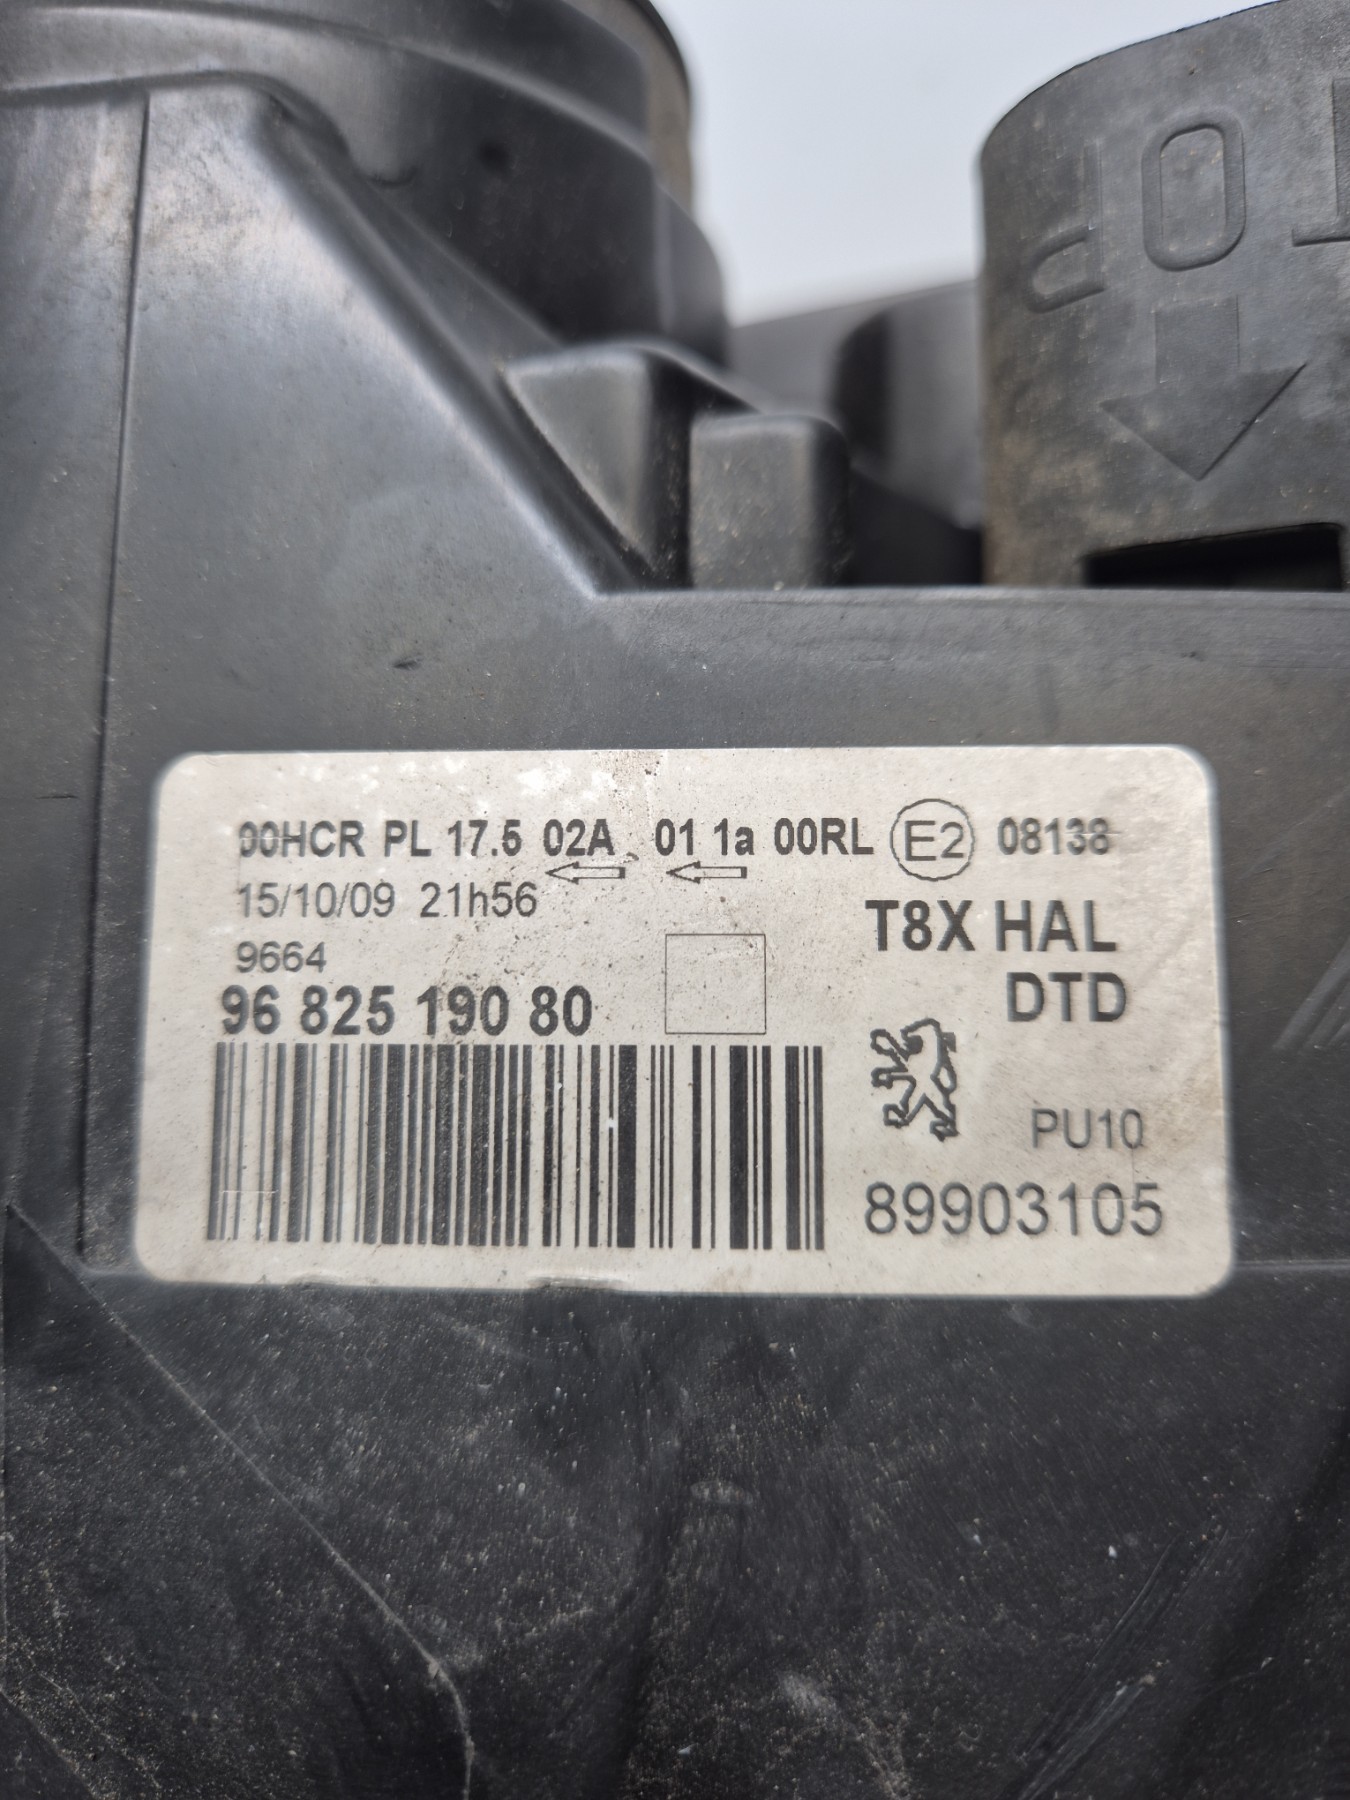 TOP
00HCR PL 17.5 02A 01 1a 00RL E2 08138
15/10/09 21h56
T8X HAL
9664
DTD
96 825 190 80
PU10
89903105